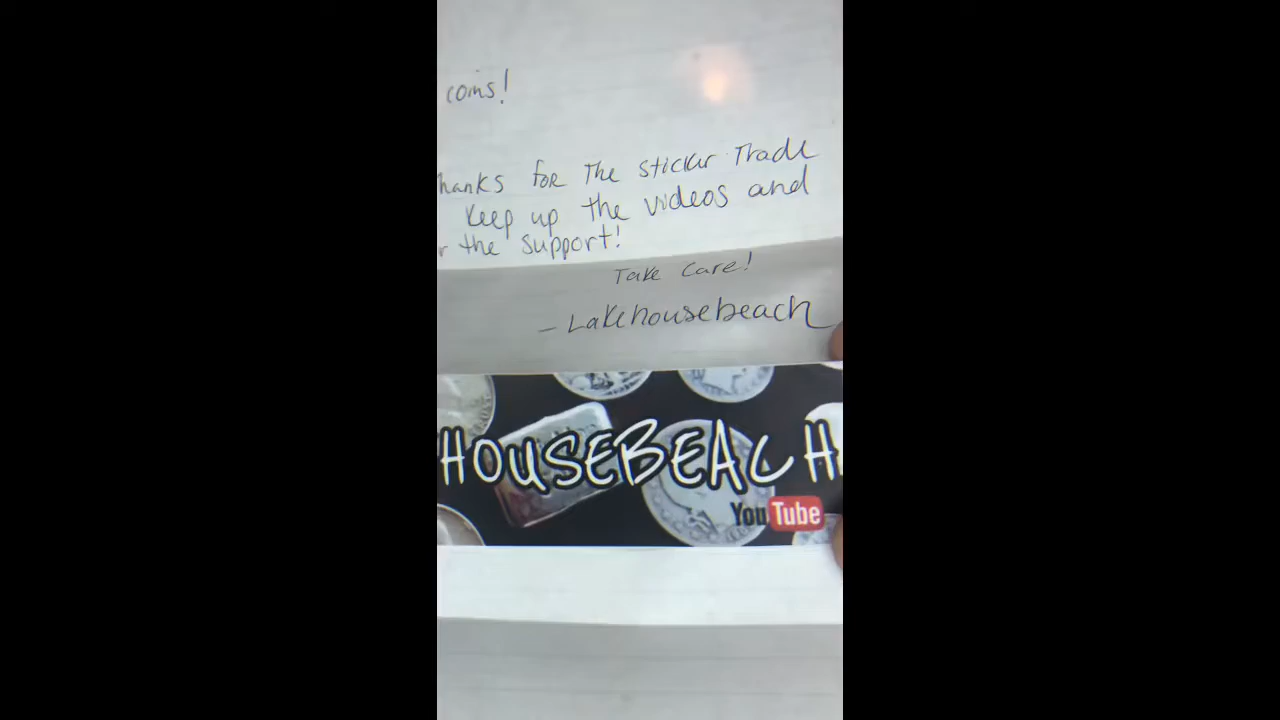 coins!
hanks for The sticker Trade
Keep up the videos and
r the support!
Take Care!
- Lakehousebeach
HOUSEBEACH
YouTube